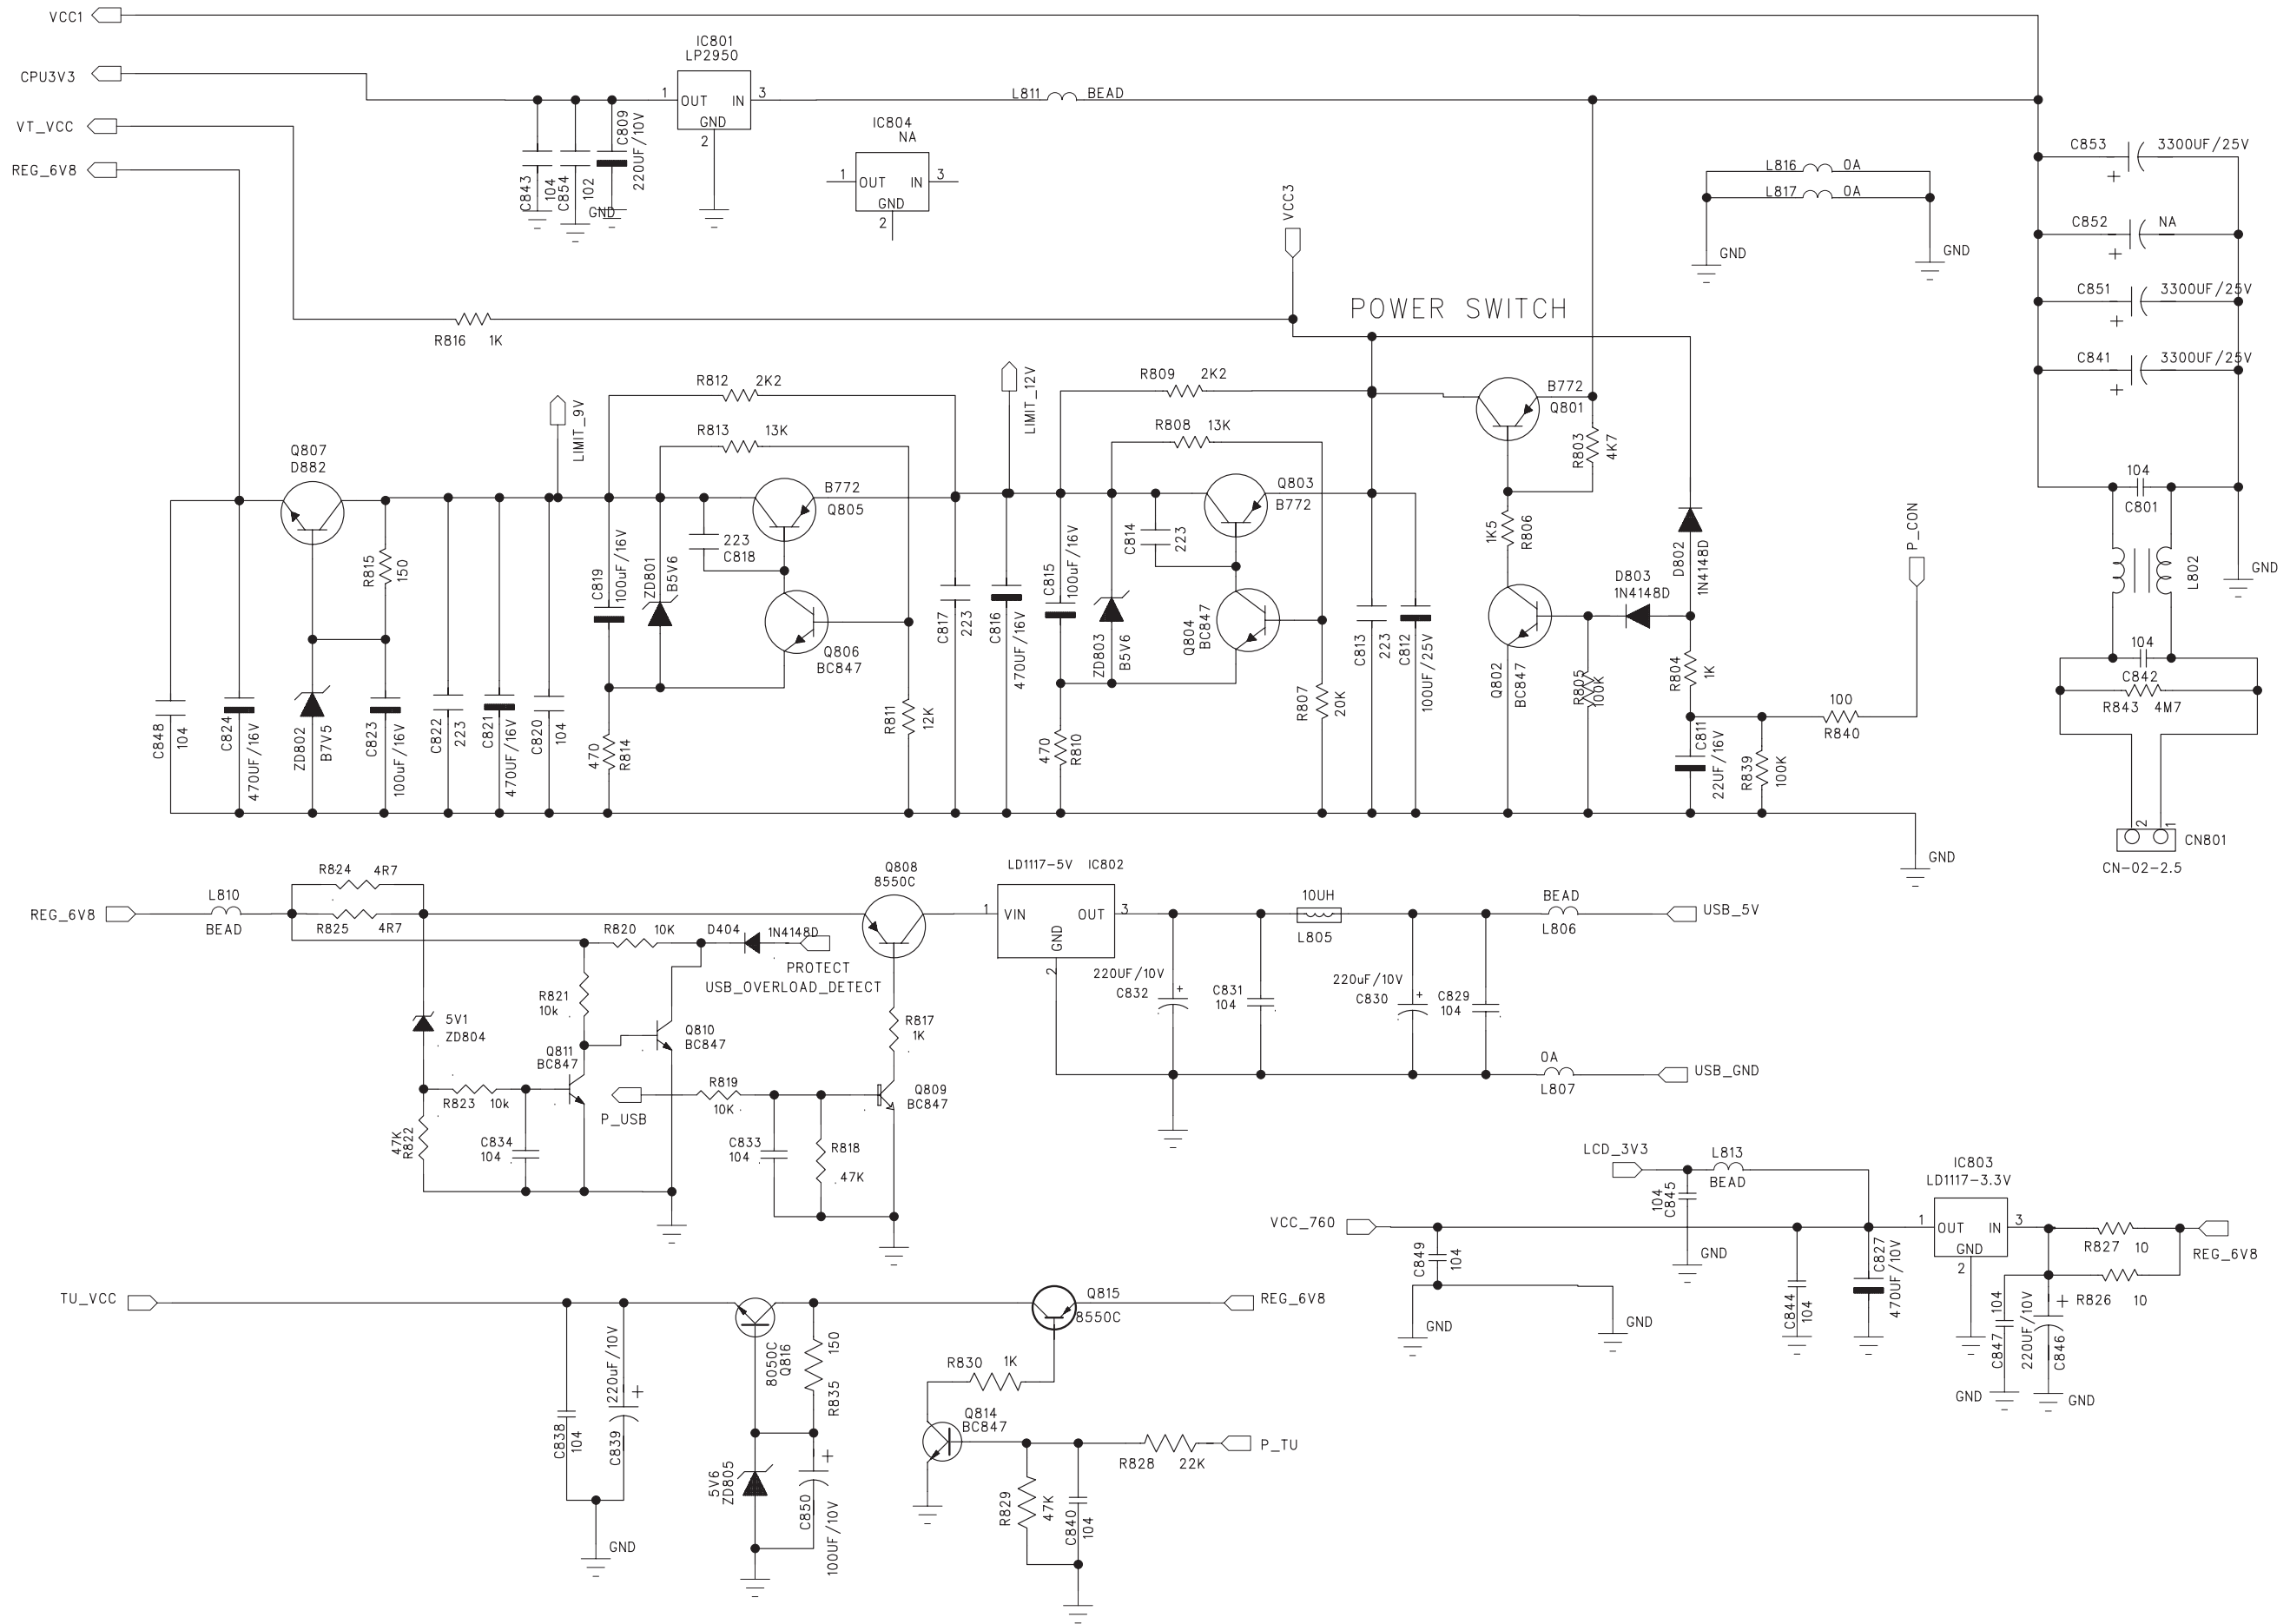 VCC1
CPU3V3
VT_VCC
REG_6V8
IC801
LP2950
1 OUT IN 3
GND
2
C843
104
C854
102
C809
220UF/10V
GND
L811 BEAD
IC804
NA
1 OUT IN 3
GND
2
VCC3
L816 0A
L817 0A
GND
GND
C853 3300UF/25V
+
C852 NA
+
C851 3300UF/25V
+
C841 3300UF/25V
+
POWER SWITCH
R816 1K
R812 2K2
R813 13K
LIMIT_9V
LIMIT_12V
R809 2K2
R808 13K
B772
Q801
R803
4K7
Q807
D882
B772
Q805
Q803
B772
R815
150
C819
100uF/16V
ZD801
B5V6
223
C818
C817
223
C816
470UF/16V
C815
100uF/16V
ZD803
B5V6
C814
223
Q804
BC847
Q806
BC847
C813
223
C812
100UF/25V
1K5
R806
Q802
BC847
D803
1N4148D
D802
1N4148D
P_CON
R805
100K
R804
1K
100
R840
C811
22UF/16V
R839
100K
104
C801
L802
GND
104
C842
R843 4M7
2
1
CN801
CN-02-2.5
C848
104
C824
470UF/16V
ZD802
B7V5
C823
100uF/16V
C822
223
C821
470UF/16V
C820
104
470
R814
R811
12K
470
R810
R807
20K
GND
REG_6V8
L810
BEAD
R824 4R7
R825 4R7
R820 10K
D404
1N4148D
PROTECT
USB_OVERLOAD_DETECT
Q808
8550C
LD1117-5V IC802
1 VIN OUT 3
GND
2
10UH
L805
BEAD
L806
USB_5V
R821
10k
5V1
ZD804
Q811
BC847
Q810
BC847
R817
1K
220UF/10V
C832
+
C831
104
220uF/10V
C830
+
C829
104
R823 10k
47K
R822
C834
104
P_USB
R819
10K
Q809
BC847
C833
104
R818
47K
0A
L807
USB_GND
LCD_3V3
L813
BEAD
104
C845
GND
IC803
LD1117-3.3V
1 OUT IN 3
GND
2
VCC_760
C849
104
GND
GND
C844
104
C827
470UF/10V
R827 10
REG_6V8
R826 10
104
C847
220UF/10V
C846
+
GND
GND
TU_VCC
Q815
8550C
REG_6V8
8050C
Q816
150
R835
R830 1K
C838
104
220uF/10V
C839
+
GND
5V6
ZD805
C850
100UF/10V
+
Q814
BC847
R828 22K
P_TU
R829
47K
C840
104